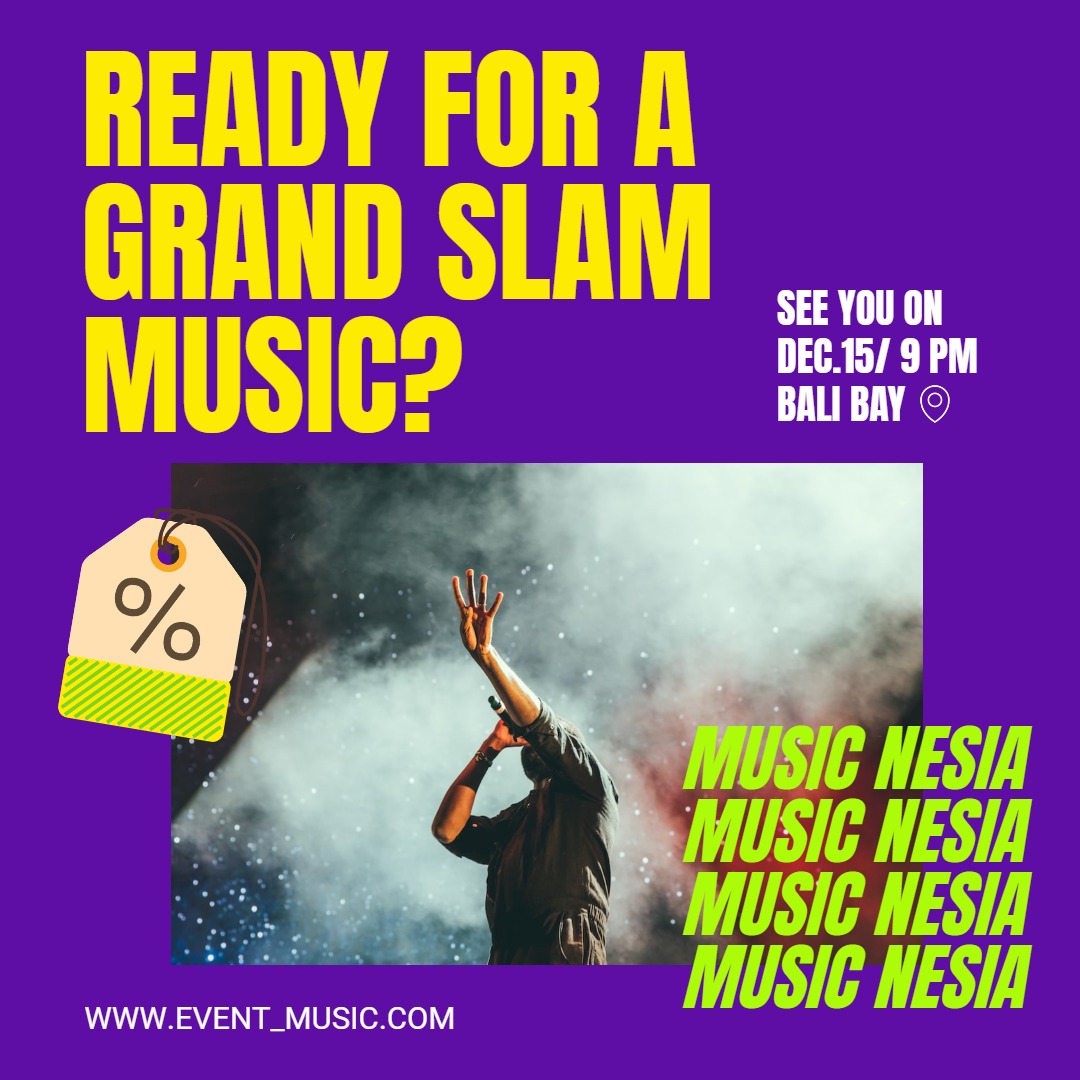 READY FOR A
GRAND SLAM
MUSIC?
SEE YOU ON
DEC.15/ 9 PM
BALI BAY
%
MUSIC NESIA
MUSIC NESIA
MUSIC NESIA
MUSIC NESIA
WWW.EVENT_MUSIC.COM